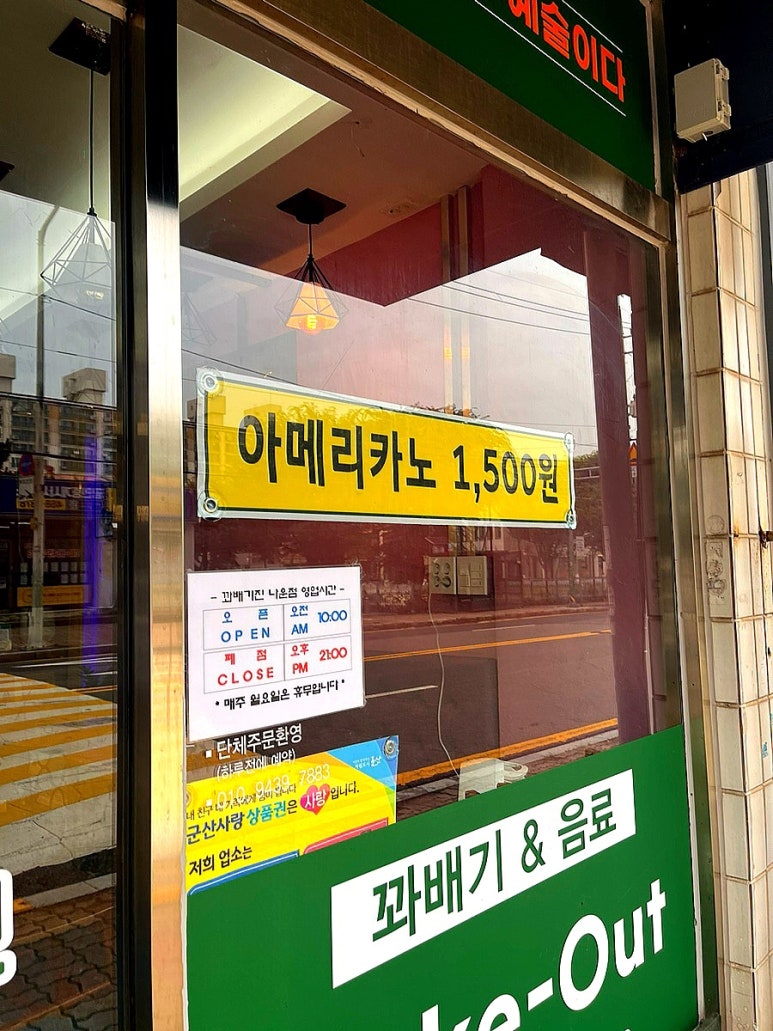 예술이다
아메리카노 1,500원
- 꽈배기진 나운점 영업시간 -
오 픈 오전 10:00
OPEN AM
폐 점 오후 21:00
CLOSE PM
* 매주 월요일은 휴무입니다 *
▪ 단체주문환영
(하루전에 예약)
▪ 010 9439 7883
군산사랑 상품권은 사랑입니다.
저희 업소는
꽈배기 & 음료
ke-Out